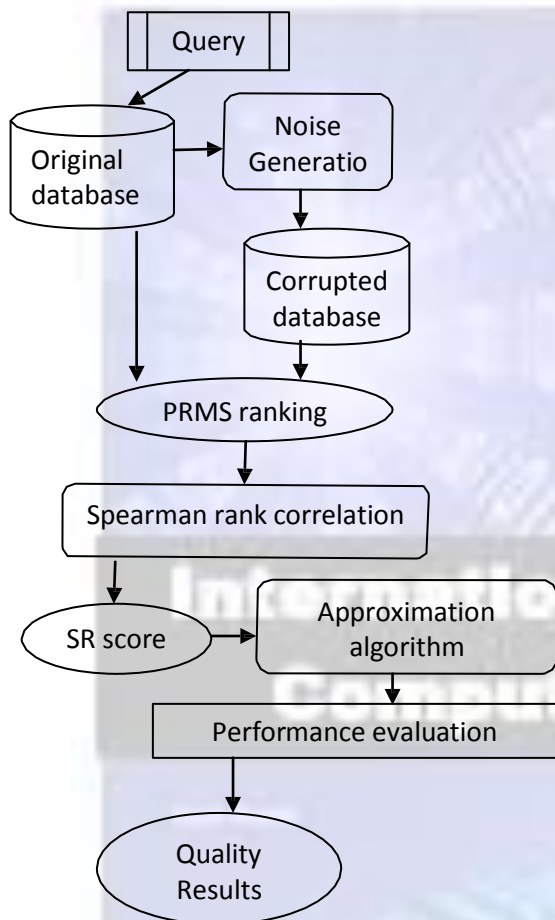 Query
Original
database
Noise
Generatio
Corrupted
database
PRMS ranking
Spearman rank correlation
SR score
Approximation
algorithm
Performance evaluation
Quality
Results